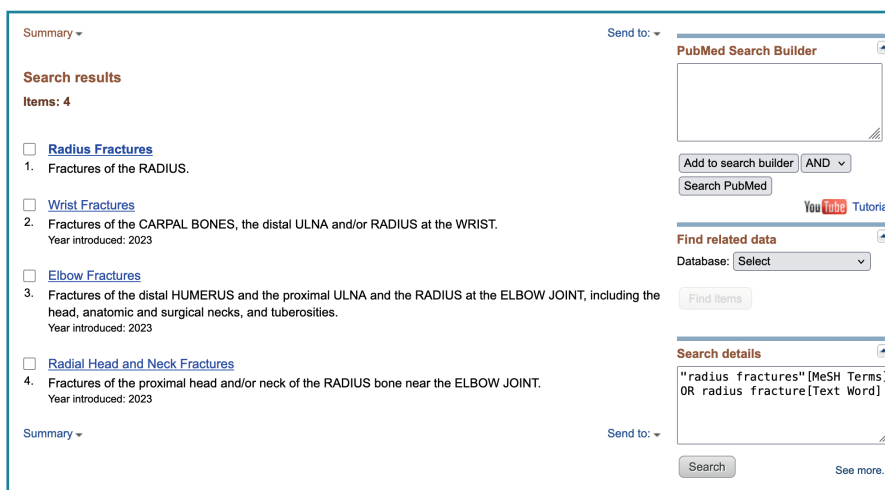 Summary
Send to:
Search results
Items: 4
Radius Fractures
1. Fractures of the RADIUS.
Wrist Fractures
2. Fractures of the CARPAL BONES, the distal ULNA and/or RADIUS at the WRIST.
Year introduced: 2023
Elbow Fractures
3. Fractures of the distal HUMERUS and the proximal ULNA and the RADIUS at the ELBOW JOINT, including the
head, anatomic and surgical necks, and tuberosities.
Year introduced: 2023
Radial Head and Neck Fractures
4. Fractures of the proximal head and/or neck of the RADIUS bone near the ELBOW JOINT.
Year introduced: 2023
Summary
Send to:
PubMed Search Builder
Add to search builder AND
Search PubMed
YouTube Tutoria
Find related data
Database: Select
Find items
Search details
"radius fractures"[MeSH Terms]
OR radius fracture[Text Word]
Search
See more.